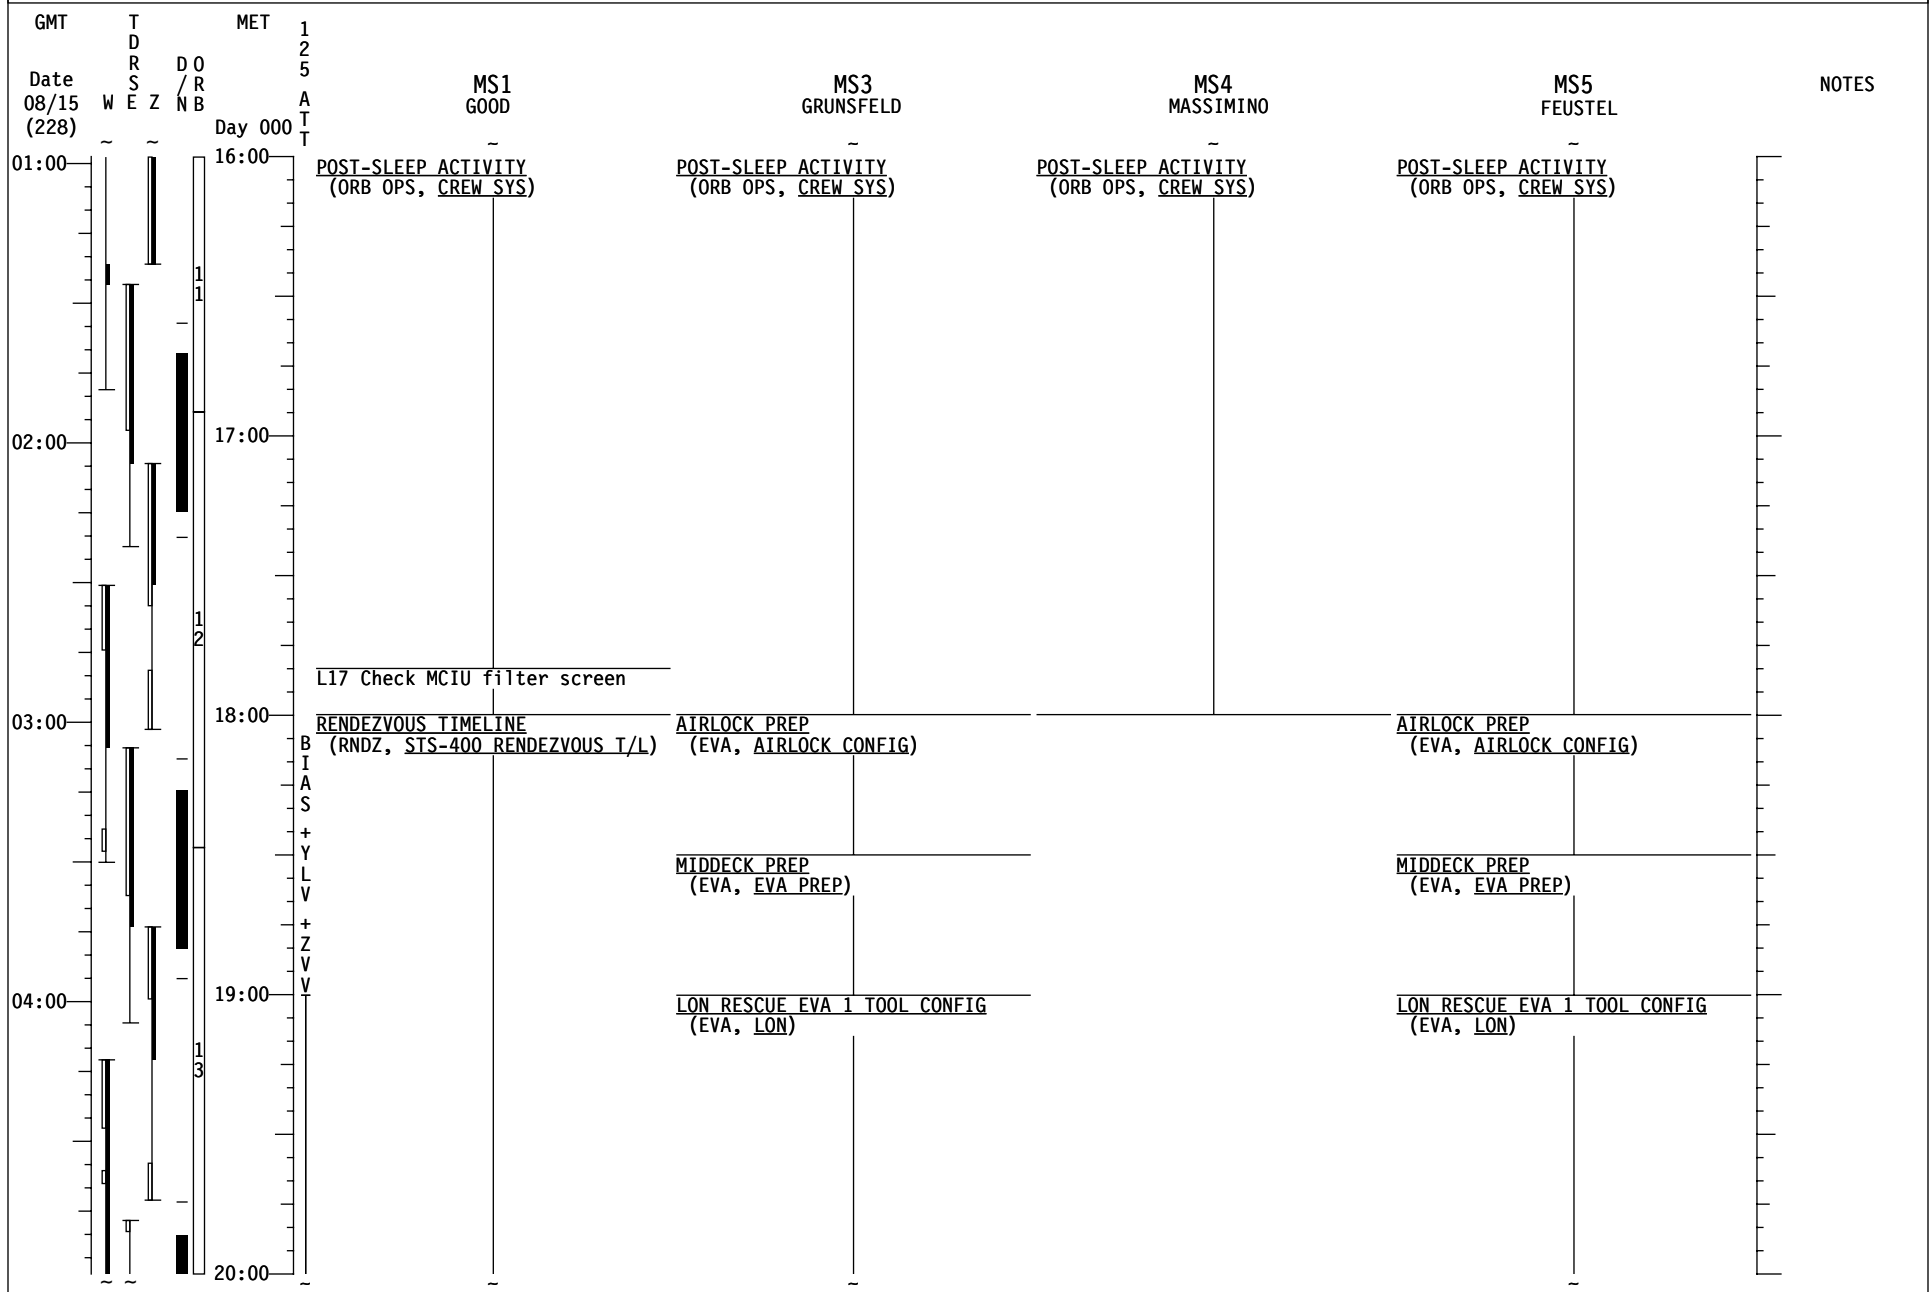 GMT
TDRS
MET
125 ATT
Date
08/15
(228)
W E Z
D/N
ORB
Day 000
MS1
GOOD
MS3
GRUNSFELD
MS4
MASSIMINO
MS5
FEUSTEL
NOTES
~ ~ ~ ~ ~ ~
01:00
16:00
POST-SLEEP ACTIVITY
(ORB OPS, CREW SYS)
POST-SLEEP ACTIVITY
(ORB OPS, CREW SYS)
POST-SLEEP ACTIVITY
(ORB OPS, CREW SYS)
POST-SLEEP ACTIVITY
(ORB OPS, CREW SYS)
11
02:00
17:00
12
L17 Check MCIU filter screen
03:00
18:00
RENDEZVOUS TIMELINE
(RNDZ, STS-400 RENDEZVOUS T/L)
AIRLOCK PREP
(EVA, AIRLOCK CONFIG)
AIRLOCK PREP
(EVA, AIRLOCK CONFIG)
BIAS +YLV +ZVV
MIDDECK PREP
(EVA, EVA PREP)
MIDDECK PREP
(EVA, EVA PREP)
04:00
19:00
LON RESCUE EVA 1 TOOL CONFIG
(EVA, LON)
LON RESCUE EVA 1 TOOL CONFIG
(EVA, LON)
13
20:00
~ ~ ~ ~ ~ ~